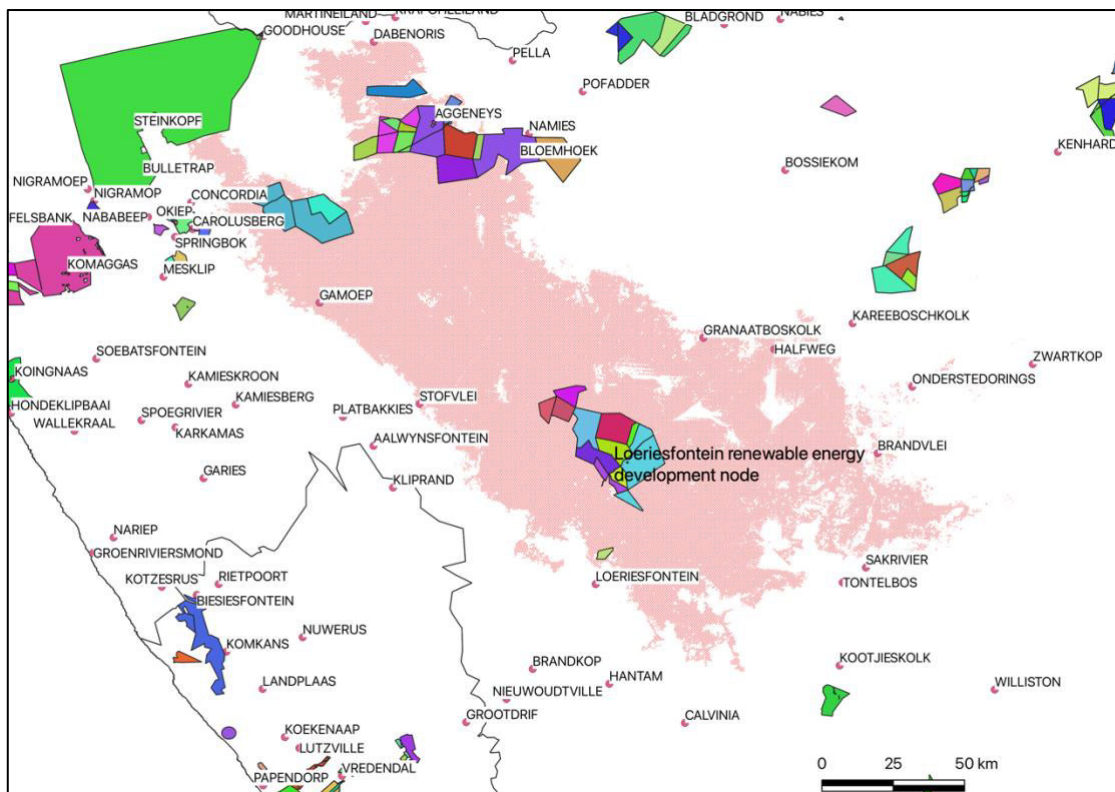 MARTINEILAND
GOODHOUSE
DABENORIS
PELLA
BLADGROND
NABIES
POFADDER
AGGENEYS
NAMIES
BLOEMHOEK
BOSSIEKOM
KENHARD
STEINKOPF
BULLETRAP
NIGRAMOEP
NIGRAMOP
CONCORDIA
FELSBANK
NABABEEP
OKIEP
CAROLUSBERG
SPRINGBOK
KOMAGGAS
MESKLIP
GAMOEP
GRANAATBOSKOLK
KAREEBOSCHKOLK
HALFWEG
ZWARTKOP
SOEBATSFONTEIN
KOINGNAAS
KAMIESKROON
ONDERSTEDORINGS
HONDEKLIPBAAI
KAMIESBERG
STOFVLEI
SPOEGRIVIER
PLATBAKKIES
WALLEKRAAL
KARKAMAS
AALWYNSFONTEIN
BRANDVLEI
Loeriesfontein renewable energy
development node
GARIES
KLIPRAND
NARIEP
GROENRIVIERSMOND
SAKRIVIER
KOTZESRUS
RIETPOORT
LOERIESFONTEIN
TONTELBOS
BIESIESFONTEIN
NUWERUS
KOMKANS
BRANDKOP
KOOTJIESKOLK
HANTAM
LANDPLAAS
NIEUWOUDTVILLE
WILLISTON
GROOTDRIF
CALVINIA
KOEKENAAP
LUTZVILLE
VREDENDAL
PAPENDORP
0 25 50 km